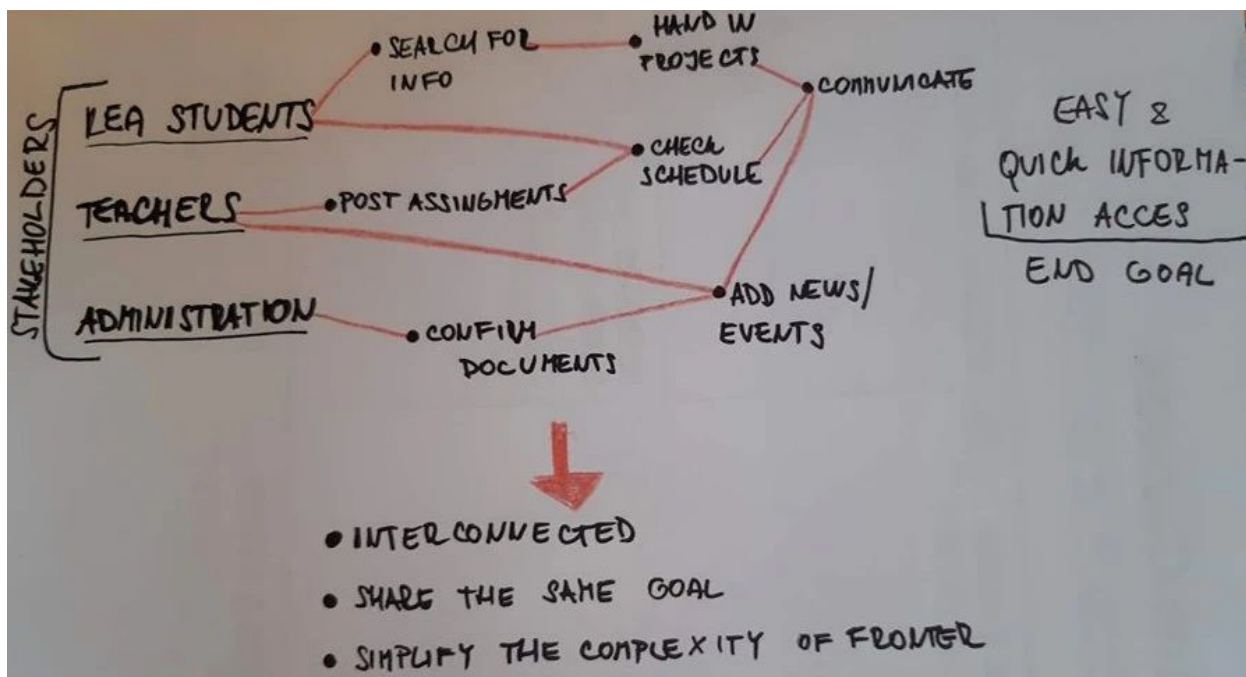 STAKEHOLDERS
KEA STUDENTS
TEACHERS
ADMINISTRATION
• SEARCH FOR
INFO
• HAND IN
PROJECTS
• COMMUNICATE
• CHECK
SCHEDULE
• POST ASSINGMENTS
• ADD NEWS/
EVENTS
• CONFIRM
DOCUMENTS
EASY &
QUICK INFORMA-
TION ACCES
END GOAL
• INTERCONNECTED
• SHARE THE SAME GOAL
• SIMPLIFY THE COMPLEXITY OF FRONTER